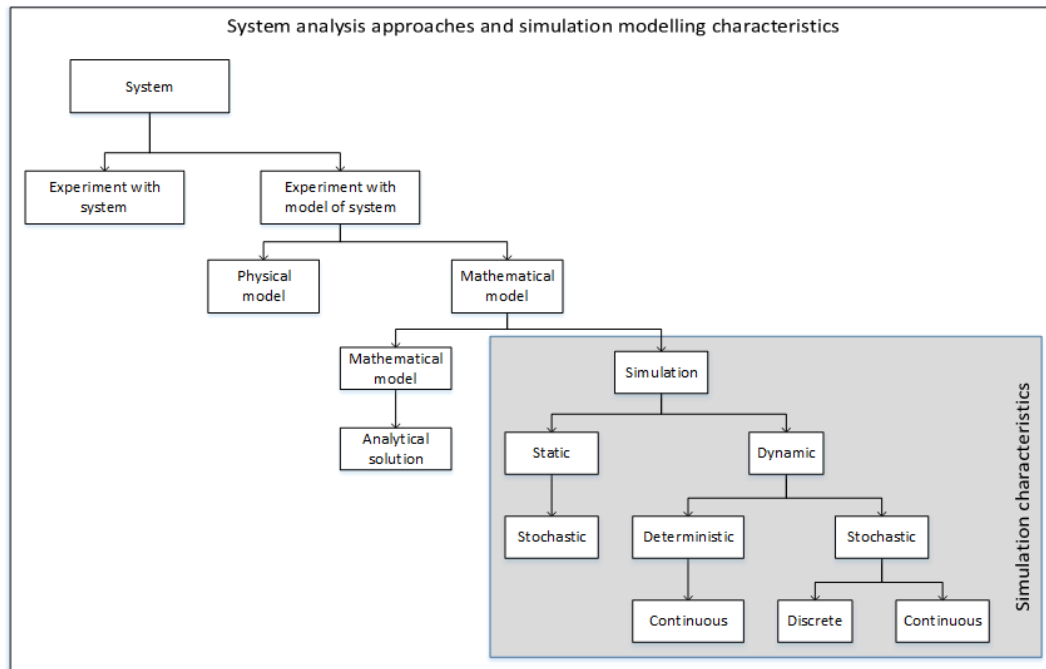 System analysis approaches and simulation modelling characteristics
System
Experiment with
system
Experiment with
model of system
Physical
model
Mathematical
model
Mathematical
model
Simulation
Analytical
solution
Static
Dynamic
Stochastic
Deterministic
Stochastic
Continuous
Discrete
Continuous
Simulation characteristics